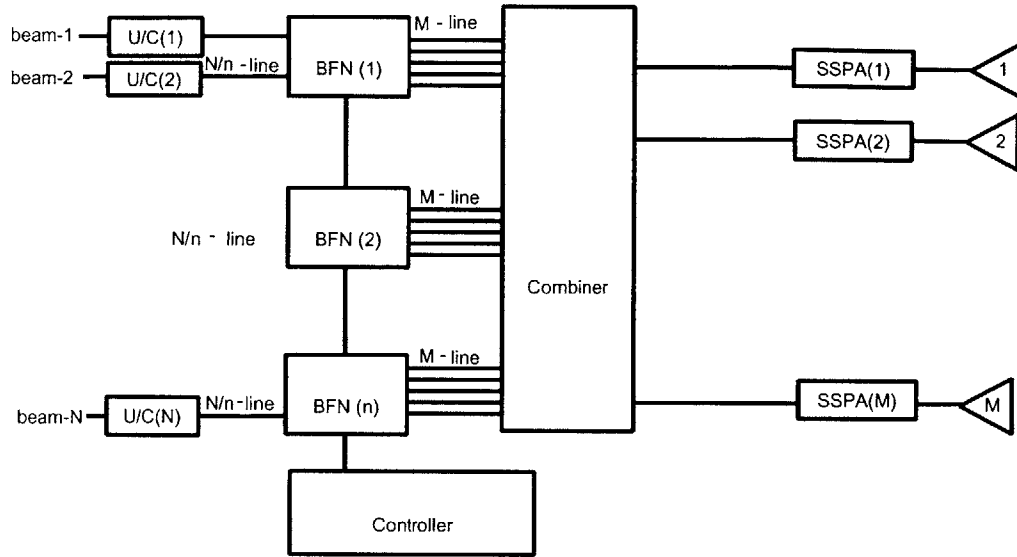 beam-1
U/C(1)
N/n -line
BFN (1)
M - line
beam-2
U/C(2)
SSPA(1)
1
SSPA(2)
2
N/n - line
BFN (2)
M - line
Combiner
beam-N
U/C(N)
N/n-line
BFN (n)
M - line
SSPA(M)
M
Controller